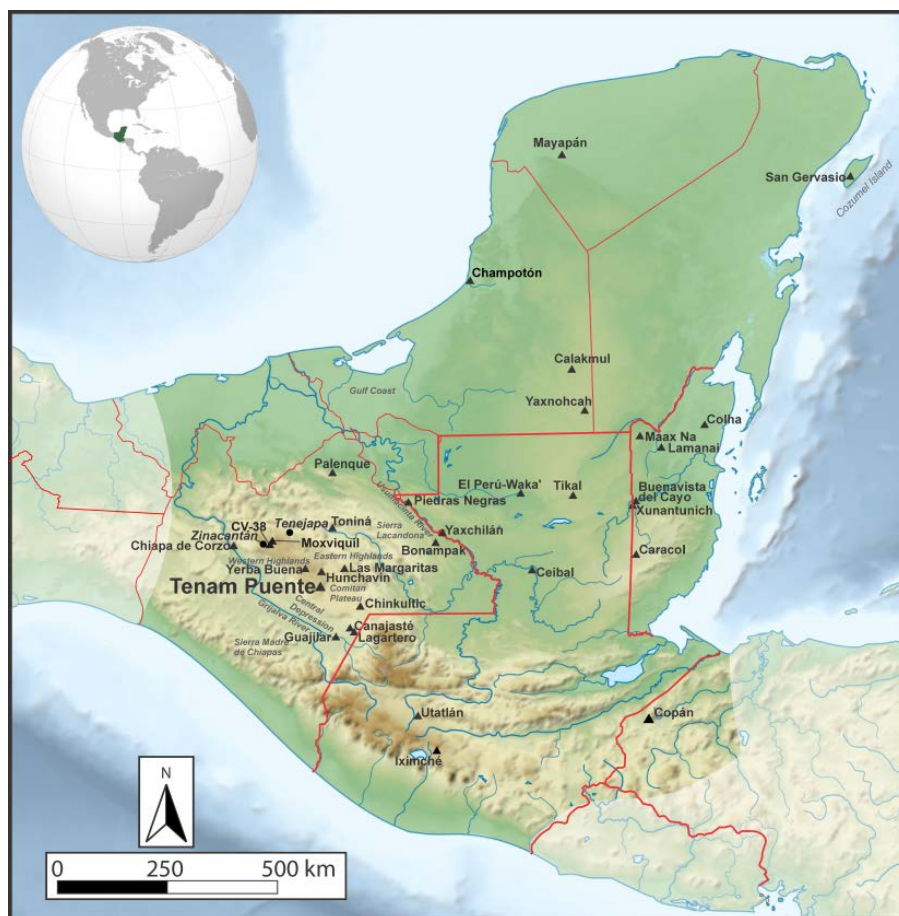 Mayapán
San Gervasio
Cozumel Island
Champotón
Calakmul
Gulf Coast
Yaxnohcah
Colha
Maax Na
Lamanai
Palenque
El Perú-Waka'
Tikal
Buenavista
del Cayo
Piedras Negras
Xunantunich
Usumacinta River
CV-38
Tenejapa
Toniná
Sierra
Lacandona
Yaxchilán
Zinacantán
Moxviquil
Chiapa de Corzo
Bonampak
Caracol
Western Highlands
Eastern Highlands
Yerba Buena
Las Margaritas
Ceibal
Hunchavin
Tenam Puente
Comitan
Plateau
Central
Depression
Chinkultic
Grijalva River
Canajasté
Guajilar
Lagartero
Sierra Madre
de Chiapas
Utatlán
Copán
Iximché
N
0 250 500 km